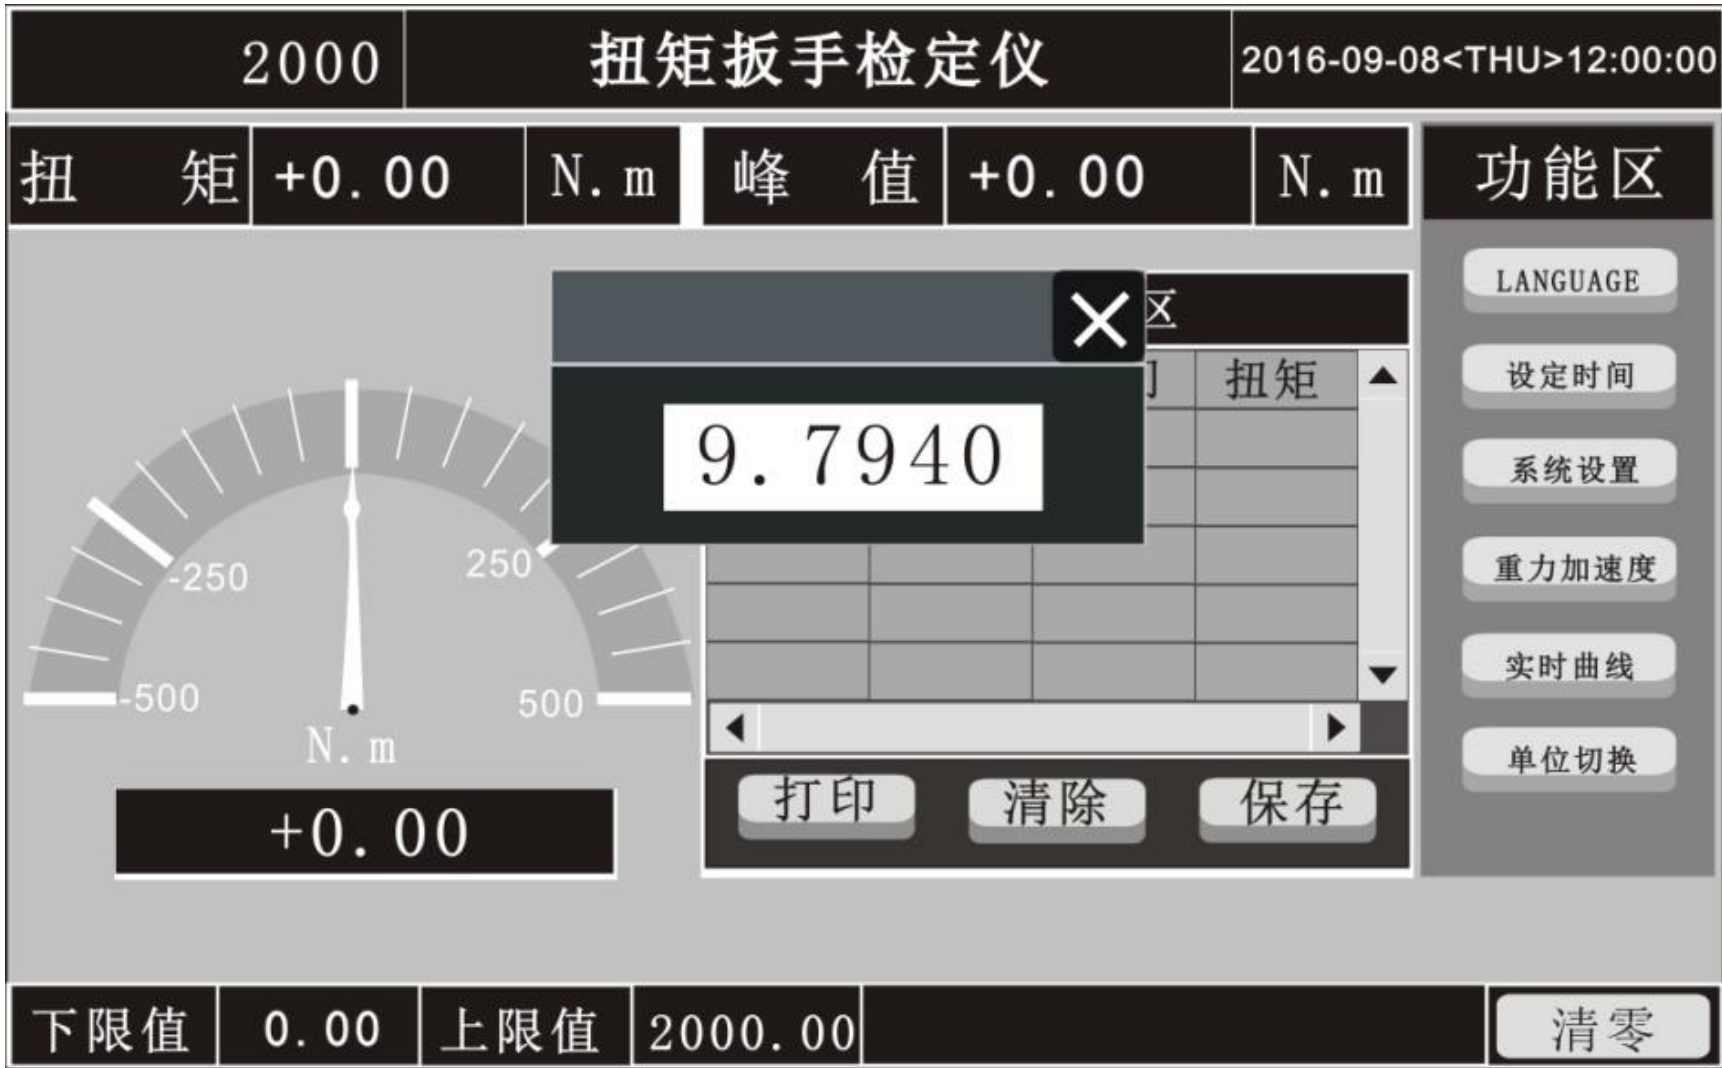 2000 扭矩扳手检定仪 2016-09-08<THU>12:00:00
扭 矩 +0.00 N.m 峰 值 +0.00 N.m 功能区
区
扭矩
9.7940
-250 250
-500 500
N.m
+0.00
打印 清除 保存
LANGUAGE
设定时间
系统设置
重力加速度
实时曲线
单位切换
下限值 0.00 上限值 2000.00 清零